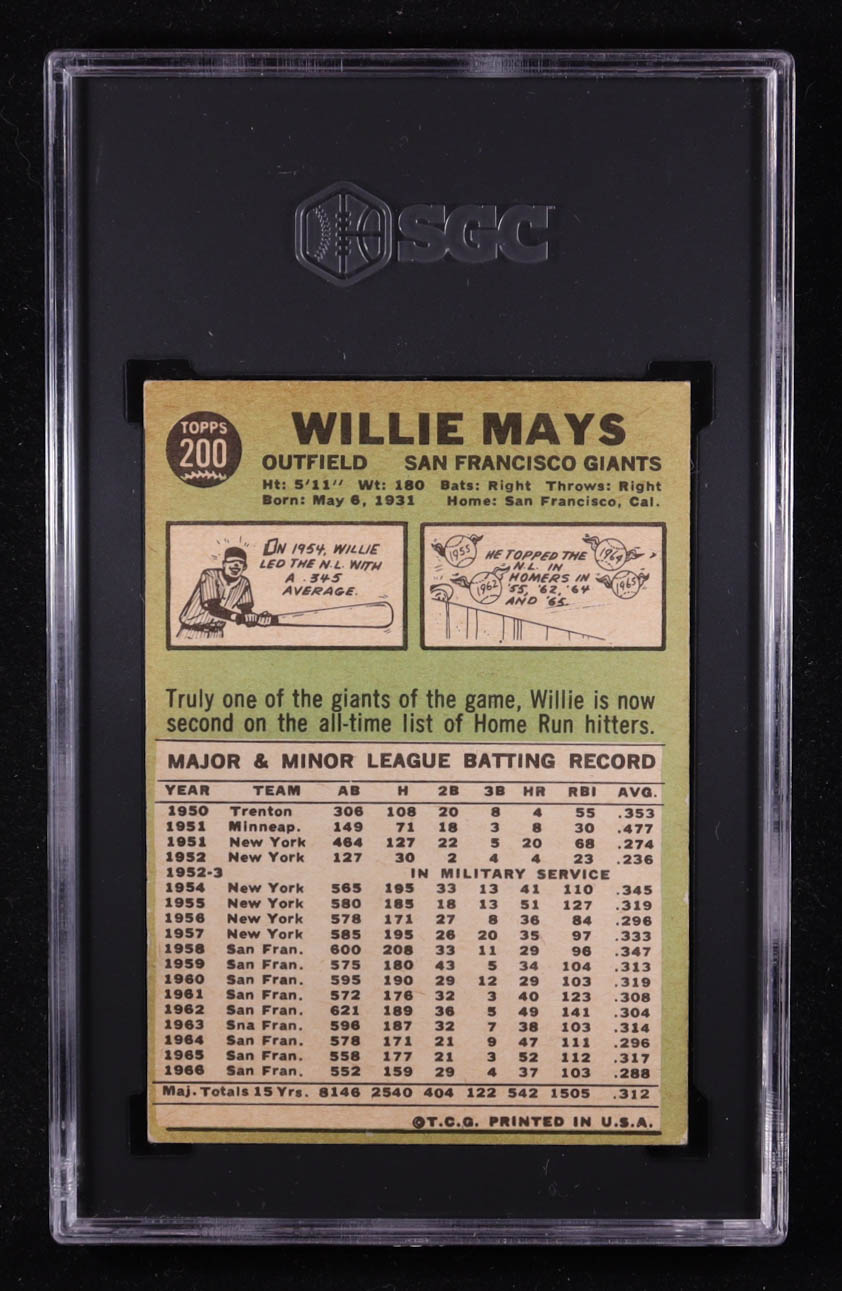 SGC
TOPPS
200
WILLIE MAYS
OUTFIELD SAN FRANCISCO GIANTS
Ht: 5'11" Wt: 180 Bats: Right Throws: Right
Born: May 6, 1931 Home: San Francisco, Cal.
IN 1954, WILLIE
LED THE N.L. WITH
A .345
AVERAGE.
1955
1962
1964
1965
HE TOPPED THE
N.L. IN
HOMERS IN
'55, '62, '64
AND '65.
Truly one of the giants of the game, Willie is now
second on the all-time list of Home Run hitters.
MAJOR & MINOR LEAGUE BATTING RECORD
YEAR TEAM AB H 2B 3B HR RBI AVG.
1950 Trenton 306 108 20 8 4 55 .353
1951 Minneap. 149 71 18 3 8 30 .477
1951 New York 464 127 22 5 20 68 .274
1952 New York 127 30 2 4 4 23 .236
1952-3 IN MILITARY SERVICE
1954 New York 565 195 33 13 41 110 .345
1955 New York 580 185 18 13 51 127 .319
1956 New York 578 171 27 8 36 84 .296
1957 New York 585 195 26 20 35 97 .333
1958 San Fran. 600 208 33 11 29 96 .347
1959 San Fran. 575 180 43 5 34 104 .313
1960 San Fran. 595 190 29 12 29 103 .319
1961 San Fran. 572 176 32 3 40 123 .308
1962 San Fran. 621 189 36 5 49 141 .304
1963 Sna Fran. 596 187 32 7 38 103 .314
1964 San Fran. 578 171 21 9 47 111 .296
1965 San Fran. 558 177 21 3 52 112 .317
1966 San Fran. 552 159 29 4 37 103 .288
Maj. Totals 15 Yrs. 8146 2540 404 122 542 1505 .312
©T.C.G. PRINTED IN U.S.A.